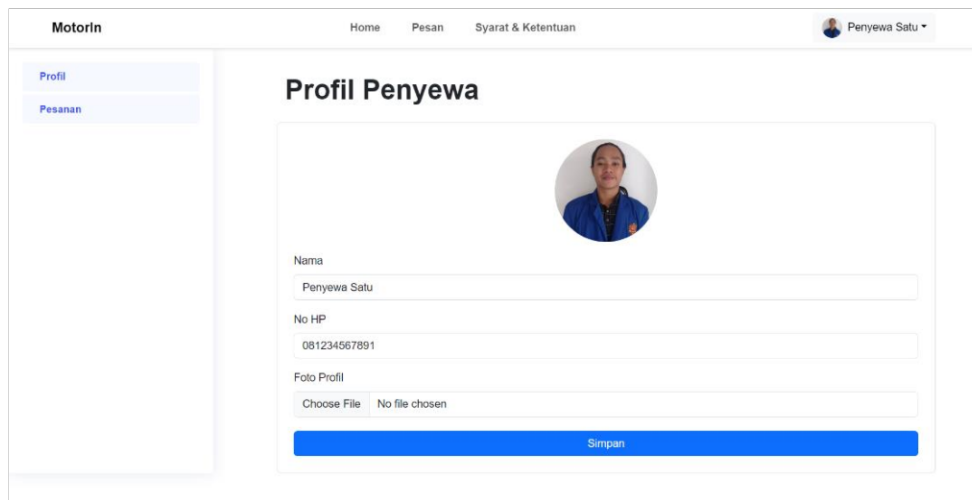 MotorIn
Home Pesan Syarat & Ketentuan
Penyewa Satu
Profil
Pesanan
Profil Penyewa
Nama
Penyewa Satu
No HP
081234567891
Foto Profil
Choose File No file chosen
Simpan